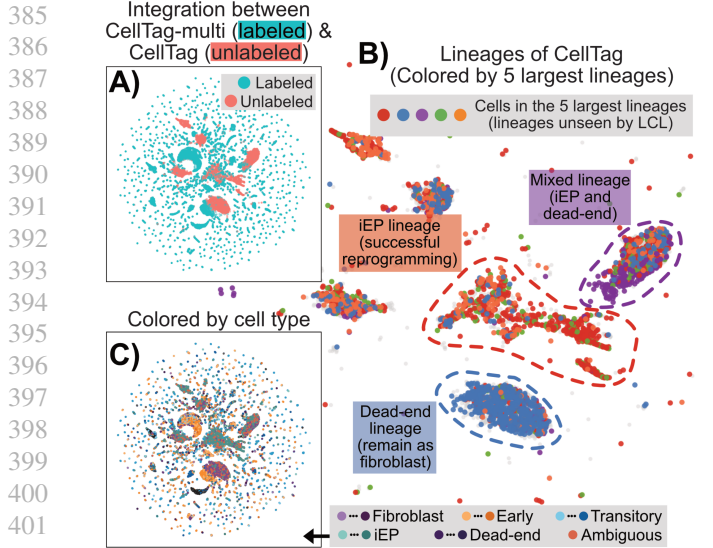 385
386
387
388
389
390
391
392
393
394
395
396
397
398
399
400
401
Integration between
CellTag-multi (labeled) &
CellTag (unlabeled)
A)
Labeled
Unlabeled
B)
Lineages of CellTag
(Colored by 5 largest lineages)
Cells in the 5 largest lineages
(lineages unseen by LCL)
Mixed lineage
(iEP and
dead-end)
iEP lineage
(successful
reprogramming)
Dead-end
lineage
(remain as
fibroblast)
Colored by cell type
C)
Fibroblast
Early
Transitory
iEP
Dead-end
Ambiguous